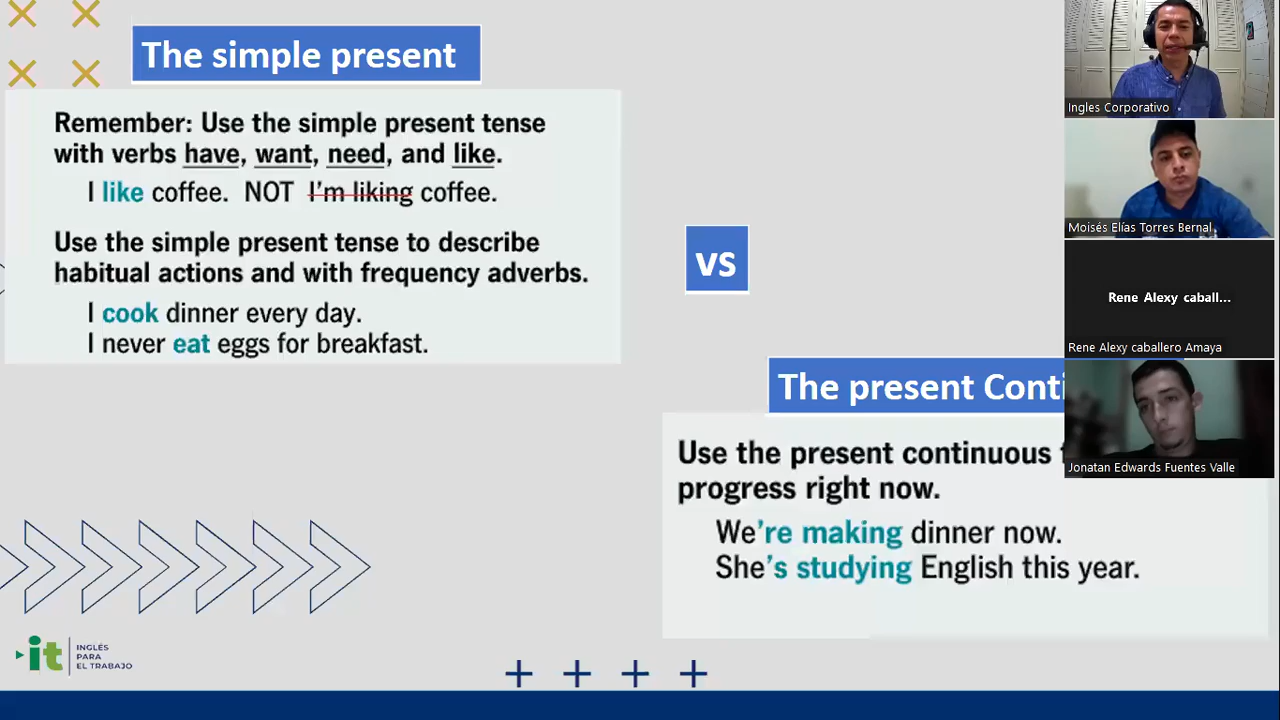 The simple present
Remember: Use the simple present tense
with verbs have, want, need, and like.
I like coffee. NOT I'm liking coffee.
Use the simple present tense to describe
habitual actions and with frequency adverbs.
I cook dinner every day.
I never eat eggs for breakfast.
vs
The present Conti
Use the present continuous
progress right now.
We're making dinner now.
She's studying English this year.
it INGLÉS
PARA
EL TRABAJO
Ingles Corporativo
Moisés Elías Torres Bernal
Rene Alexy caball...
Rene Alexy caballero Amaya
Jonatan Edwards Fuentes Valle